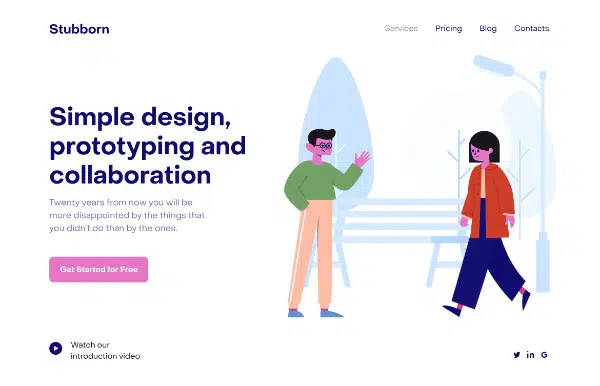 Stubborn
Services Pricing Blog Contacts
Simple design,
prototyping and
collaboration
Twenty years from now you will be
more disappointed by the things that
you didn't do than by the ones.
Get Started for Free
Watch our
introduction video